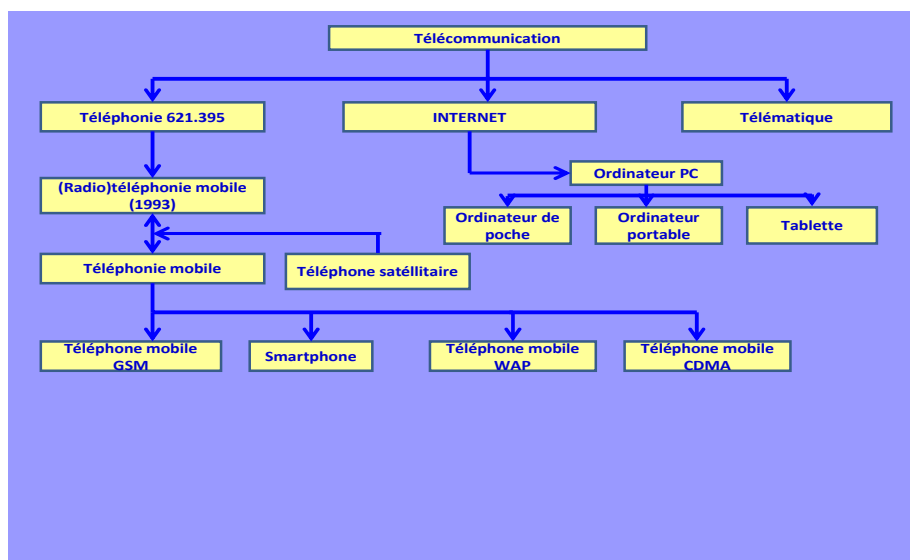 Télécommunication
Téléphonie 621.395
INTERNET
Télématique
(Radio)téléphonie mobile
(1993)
Ordinateur PC
Ordinateur de
poche
Ordinateur
portable
Tablette
Téléphonie mobile
Téléphone satéllitaire
Téléphone mobile
GSM
Smartphone
Téléphone mobile
WAP
Téléphone mobile
CDMA